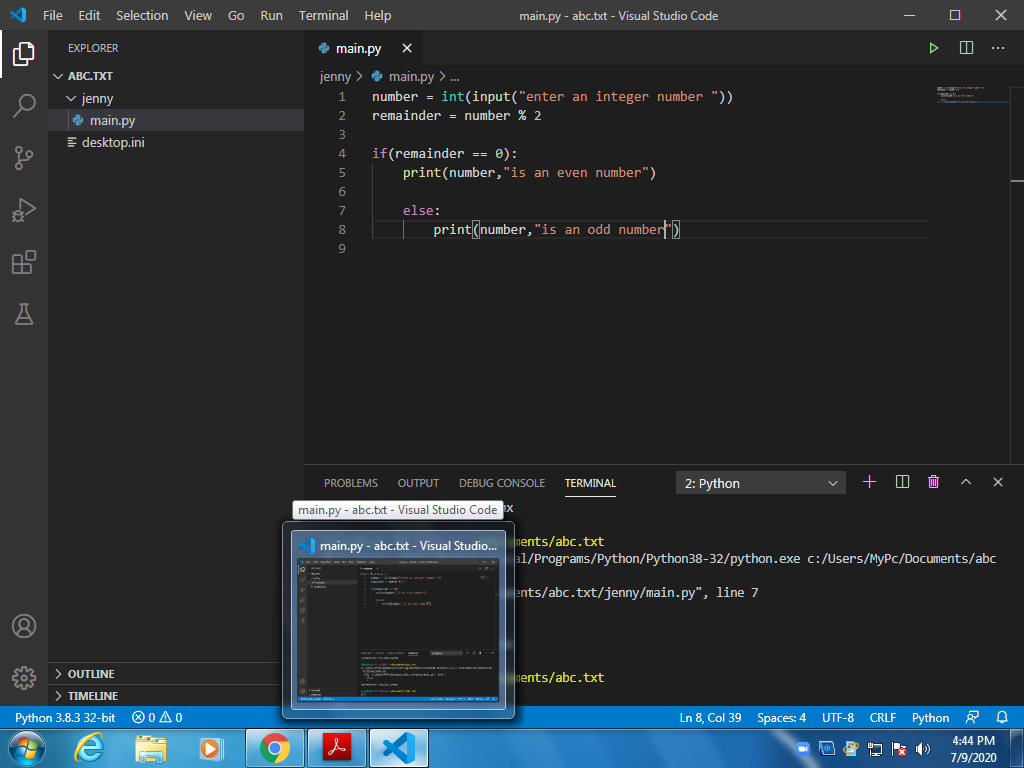 File Edit Selection View Go Run Terminal Help main.py - abc.txt - Visual Studio Code
EXPLORER
ABC.TXT
jenny
main.py
desktop.ini
main.py
jenny > main.py > ...
1 number = int(input("enter an integer number "))
2 remainder = number % 2
3
4 if(remainder == 0):
5 print(number,"is an even number")
6
7 else:
8 print(number,"is an odd number")
9
PROBLEMS OUTPUT DEBUG CONSOLE TERMINAL 2: Python
main.py - abc.txt - Visual Studio Code
main.py - abc.txt - Visual Studio...
ments/abc.txt
al/Programs/Python/Python38-32/python.exe c:/Users/MyPc/Documents/abc
ents/abc.txt/jenny/main.py", line 7
ments/abc.txt
OUTLINE
TIMELINE
Python 3.8.3 32-bit 0 0 Ln 8, Col 39 Spaces: 4 UTF-8 CRLF Python
4:44 PM
7/9/2020